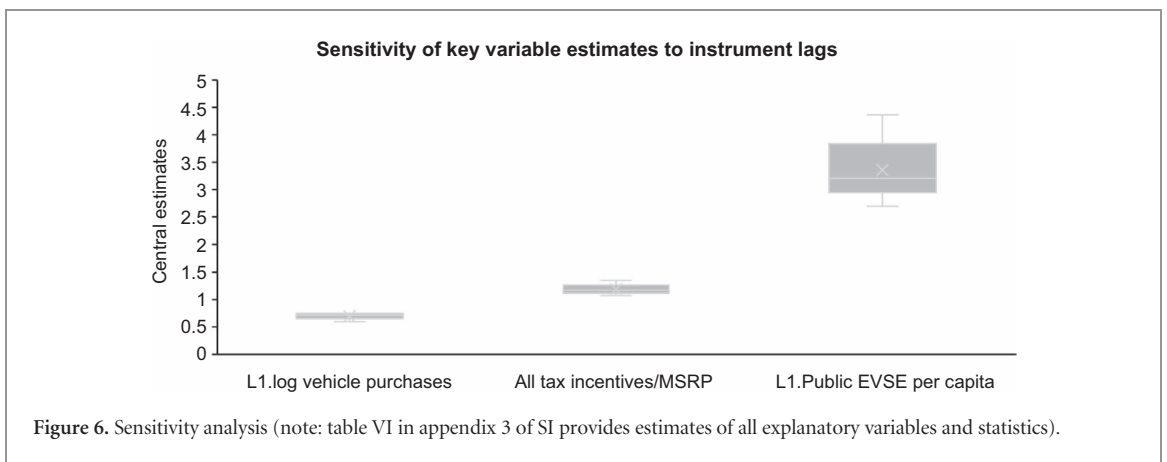 Sensitivity of key variable estimates to instrument lags
Central estimates
5
4.5
4
3.5
3
2.5
2
1.5
1
0.5
0
L1.log vehicle purchases
All tax incentives/MSRP
L1.Public EVSE per capita
Figure 6. Sensitivity analysis (note: table VI in appendix 3 of SI provides estimates of all explanatory variables and statistics).